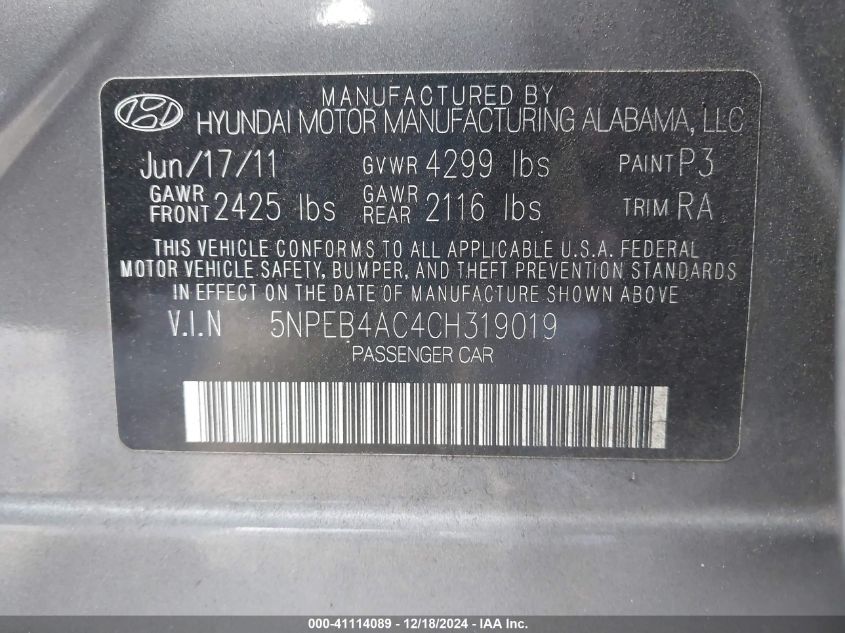 MANUFACTURED BY
HYUNDAI MOTOR MANUFACTURING ALABAMA, LLC
Jun/17/11 GVWR 4299 lbs PAINT P3
GAWR FRONT 2425 lbs GAWR REAR 2116 lbs TRIM RA
THIS VEHICLE CONFORMS TO ALL APPLICABLE U.S.A. FEDERAL
MOTOR VEHICLE SAFETY, BUMPER, AND THEFT PREVENTION STANDARDS
IN EFFECT ON THE DATE OF MANUFACTURE SHOWN ABOVE
V.I.N 5NPEB4AC4CH319019
PASSENGER CAR
000-41114089 - 12/18/2024 - IAA Inc.